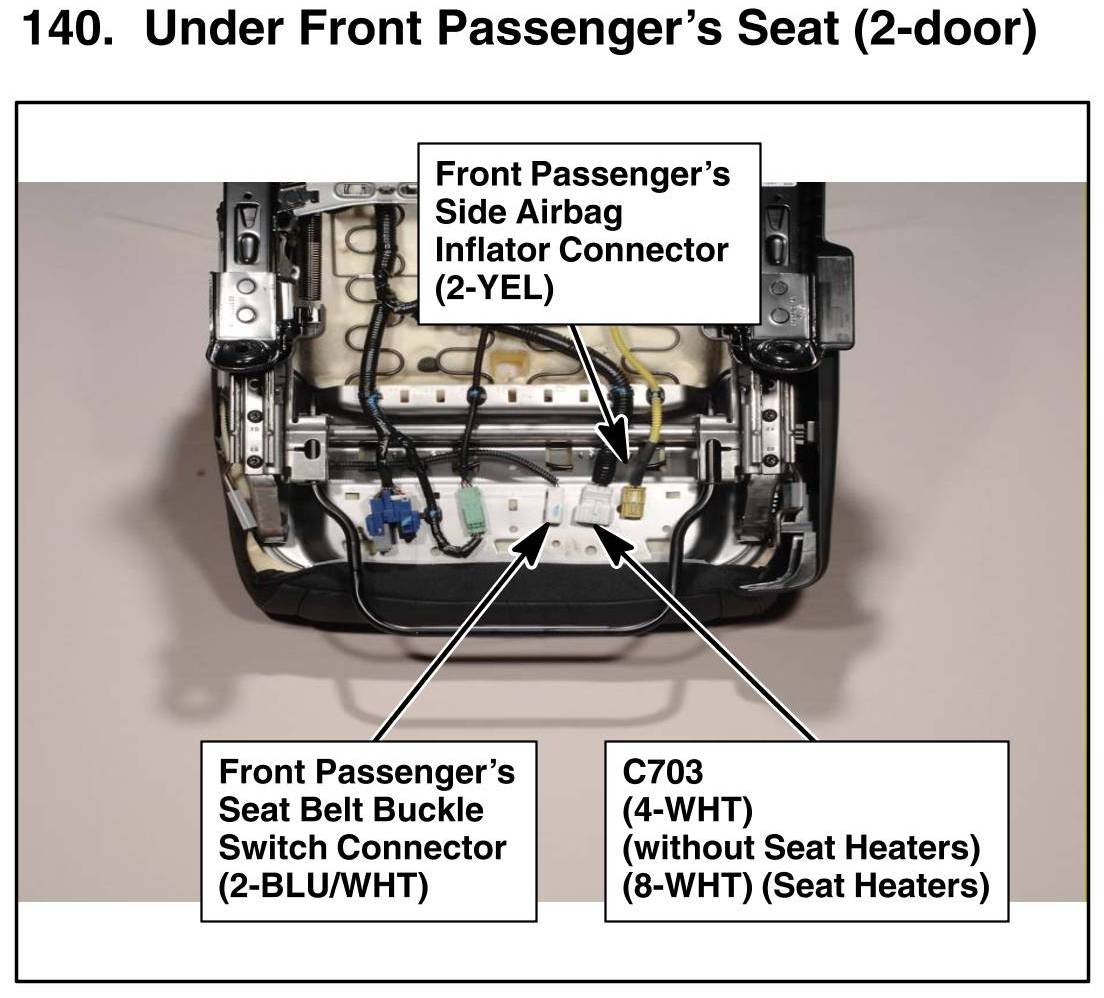 140. Under Front Passenger’s Seat (2-door)
Front Passenger’s
Side Airbag
Inflator Connector
(2-YEL)
Front Passenger’s
Seat Belt Buckle
Switch Connector
(2-BLU/WHT)
C703
(4-WHT)
(without Seat Heaters)
(8-WHT) (Seat Heaters)